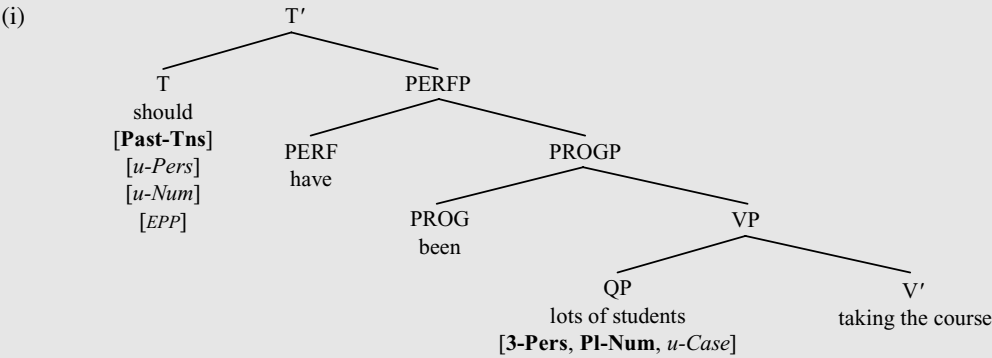 (i)
T′
T PERFP
should
[Past-Tns]
[u-Pers]
[u-Num]
[EPP]
PERF PROGP
have
PROG VP
been
QP V′
lots of students taking the course
[3-Pers, Pl-Num, u-Case]